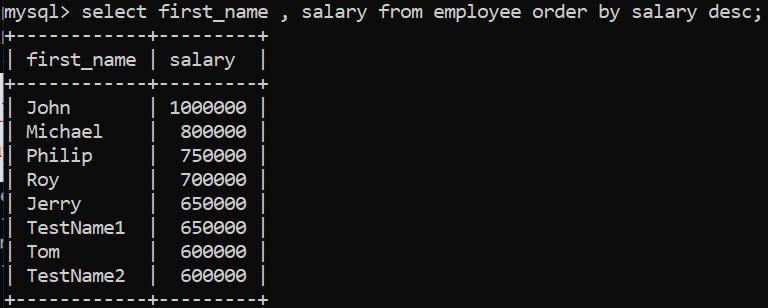 mysql> select first_name , salary from employee order by salary desc;
+------------+---------+
| first_name | salary  |
+------------+---------+
| John       | 1000000 |
| Michael    |  800000 |
| Philip     |  750000 |
| Roy        |  700000 |
| Jerry      |  650000 |
| TestName1  |  650000 |
| Tom        |  600000 |
| TestName2  |  600000 |
+------------+---------+